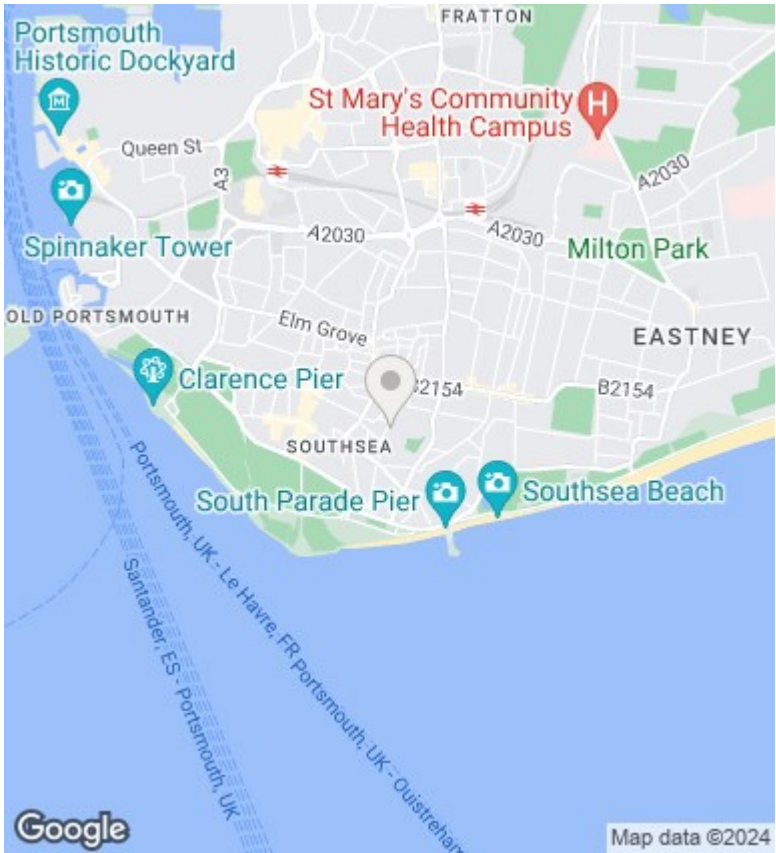 FRATTON
Portsmouth
Historic Dockyard
St Mary's Community
Health Campus
H
Queen St
A3
A2030
Spinnaker Tower
A2030
A2030
Milton Park
OLD PORTSMOUTH
Elm Grove
EASTNEY
Clarence Pier
B2154
B2154
SOUTHSEA
South Parade Pier
Southsea Beach
Portsmouth, UK - Le Havre, FR
Portsmouth, UK - Ouistreham
Santander, ES - Portsmouth, UK
Google
Map data ©2024